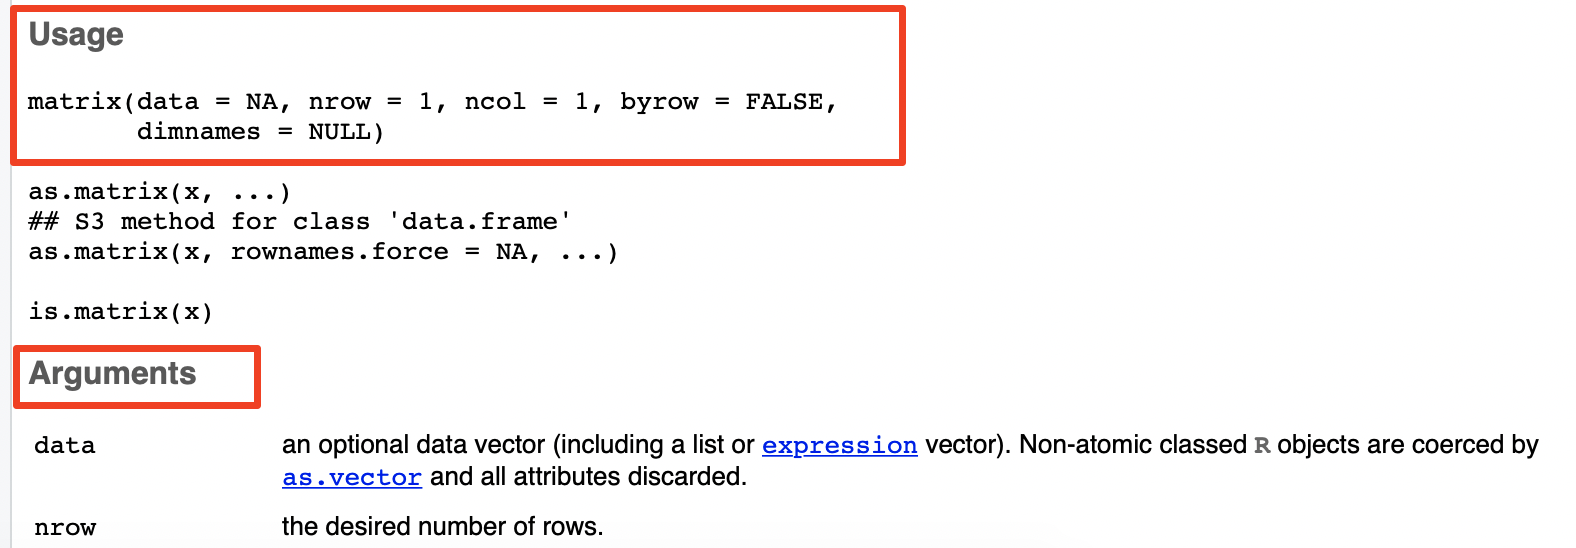 Usage
matrix(data = NA, nrow = 1, ncol = 1, byrow = FALSE,
       dimnames = NULL)
as.matrix(x, ...)
## S3 method for class 'data.frame'
as.matrix(x, rownames.force = NA, ...)
is.matrix(x)
Arguments
data an optional data vector (including a list or expression vector). Non-atomic classed R objects are coerced by
as.vector and all attributes discarded.
nrow the desired number of rows.